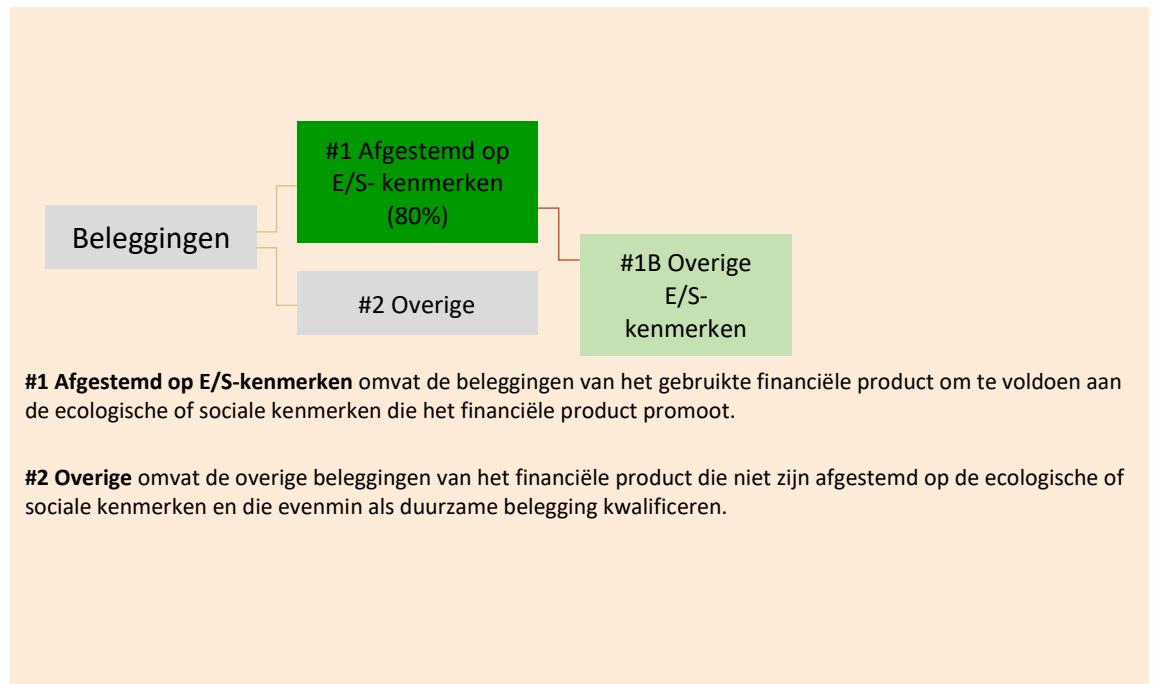 #1 Afgestemd op
E/S- kenmerken
(80%)
Beleggingen
#2 Overige
#1B Overige
E/S-
kenmerken
#1 Afgestemd op E/S-kenmerken omvat de beleggingen van het gebruikte financiële product om te voldoen aan
de ecologische of sociale kenmerken die het financiële product promoot.
#2 Overige omvat de overige beleggingen van het financiële product die niet zijn afgestemd op de ecologische of
sociale kenmerken en die evenmin als duurzame belegging kwalificeren.